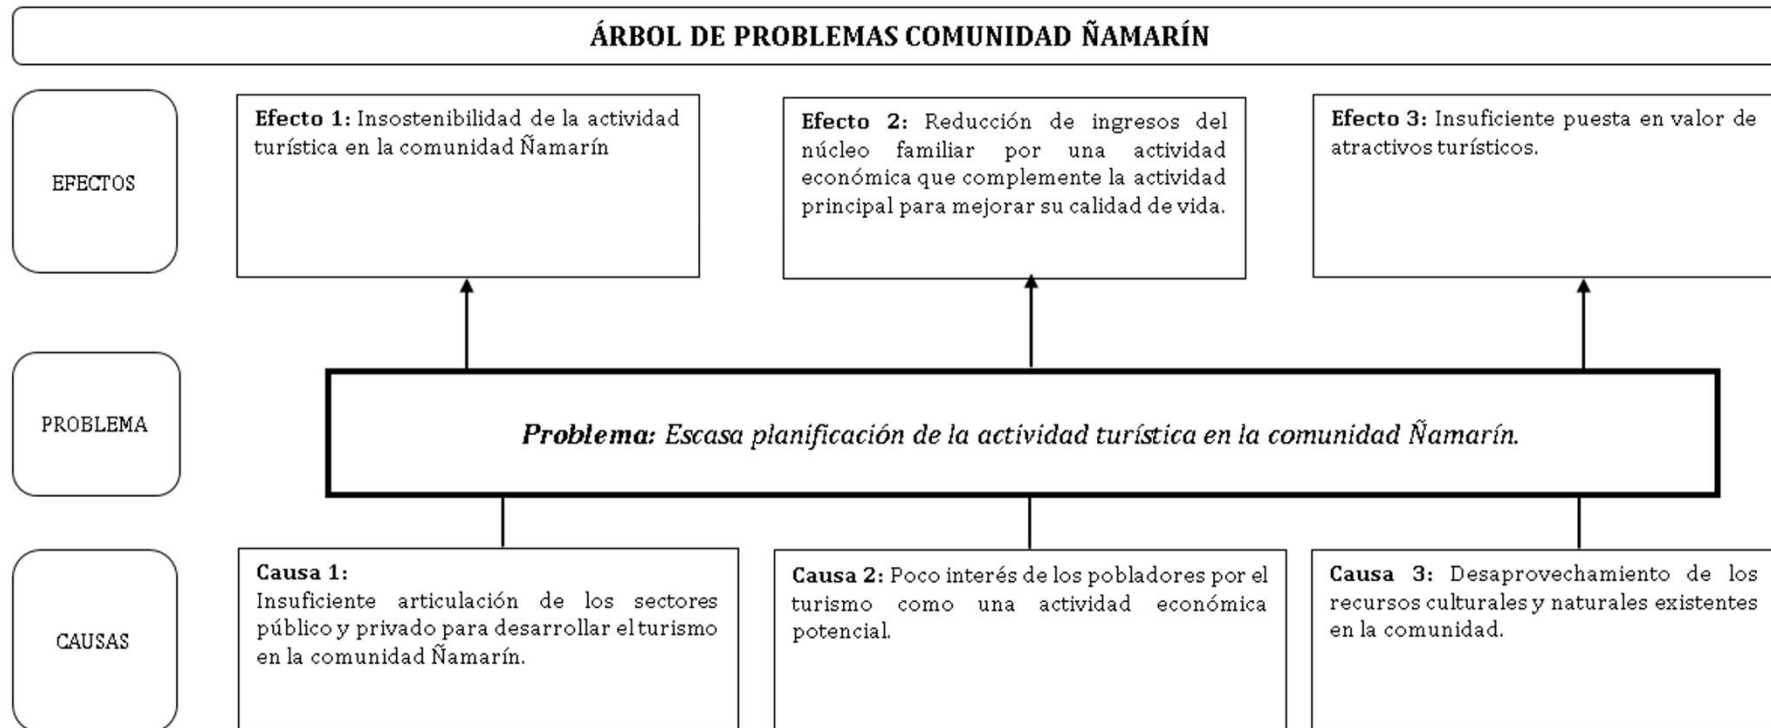 ÁRBOL DE PROBLEMAS COMUNIDAD ÑAMARÍN
EFECTOS
Efecto 1: Insostenibilidad de la actividad
turística en la comunidad Ñamarín
Efecto 2: Reducción de ingresos del
núcleo familiar por una actividad
económica que complemente la actividad
principal para mejorar su calidad de vida.
Efecto 3: Insuficiente puesta en valor de
atractivos turísticos.
PROBLEMA
Problema: Escasa planificación de la actividad turística en la comunidad Ñamarín.
CAUSAS
Causa 1:
Insuficiente articulación de los sectores
público y privado para desarrollar el turismo
en la comunidad Ñamarín.
Causa 2: Poco interés de los pobladores por el
turismo como una actividad económica
potencial.
Causa 3: Desaprovechamiento de los
recursos culturales y naturales existentes
en la comunidad.